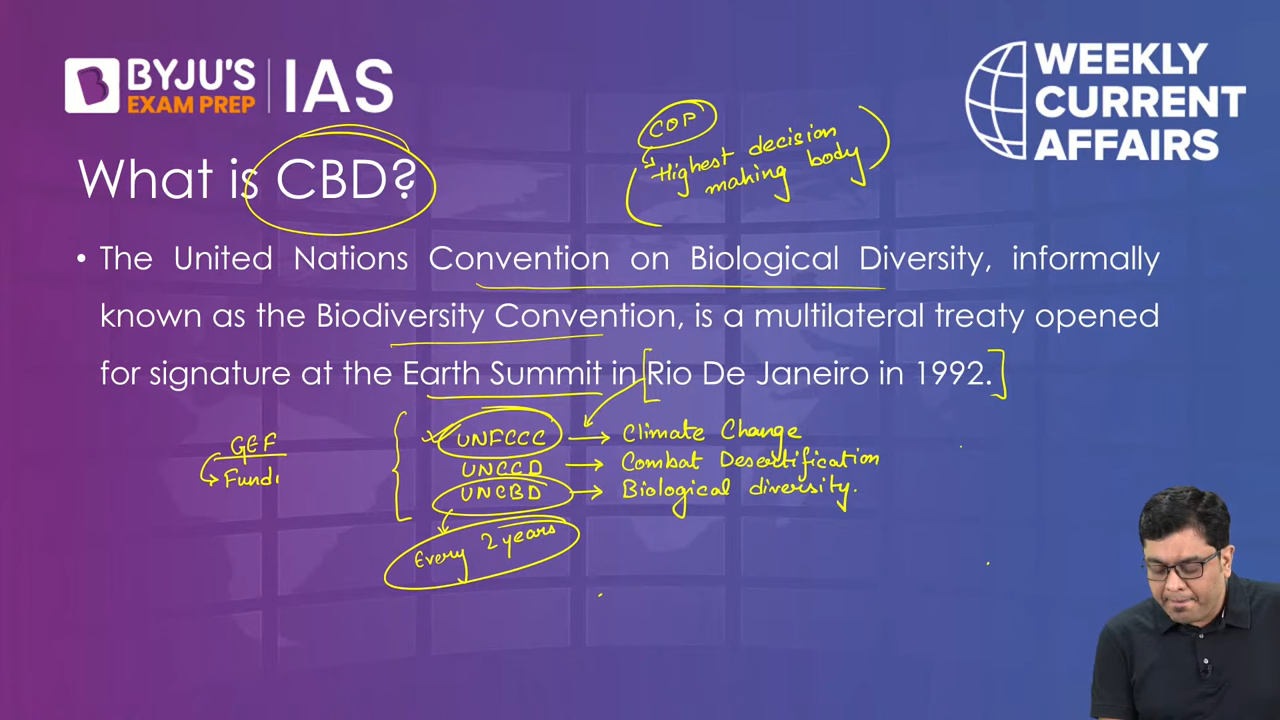 BYJU'S
EXAM PREP
IAS
WEEKLY
CURRENT
AFFAIRS
COP
Highest decision
making body
What is CBD?
• The United Nations Convention on Biological Diversity, informally
known as the Biodiversity Convention, is a multilateral treaty opened
for signature at the Earth Summit in [Rio De Janeiro in 1992.]
GEF
Fundi
UNFCCC → Climate Change
UNCCD → Combat Desertification
UNCBD → Biological diversity.
Every 2 years